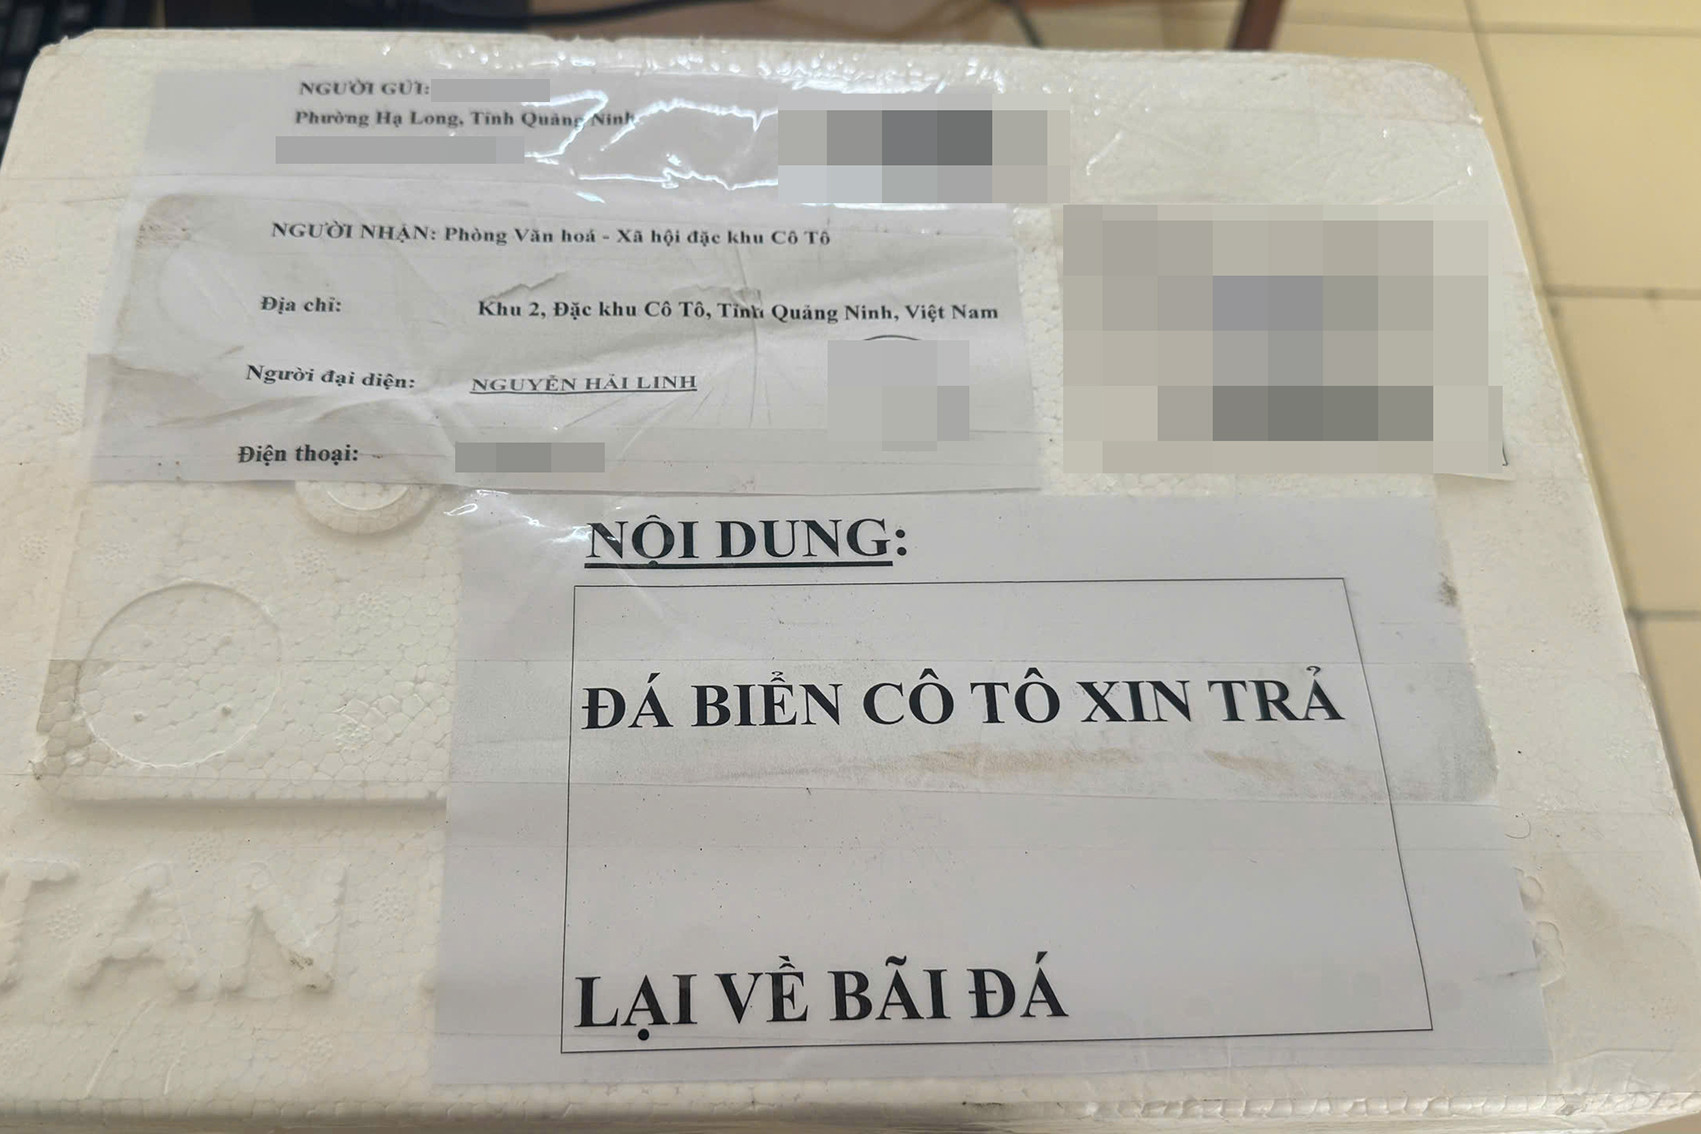 NGƯỜI GỬI:
Phường Hạ Long, Tỉnh Quảng Ninh
NGƯỜI NHẬN: Phòng Văn hoá - Xã hội đặc khu Cô Tô
Địa chỉ: Khu 2, Đặc khu Cô Tô, Tỉnh Quảng Ninh, Việt Nam
Người đại diện: NGUYỄN HẢI LINH
Điện thoại:
NỘI DUNG:
ĐÁ BIỂN CÔ TÔ XIN TRẢ
LẠI VỀ BÃI ĐÁ
TÂN